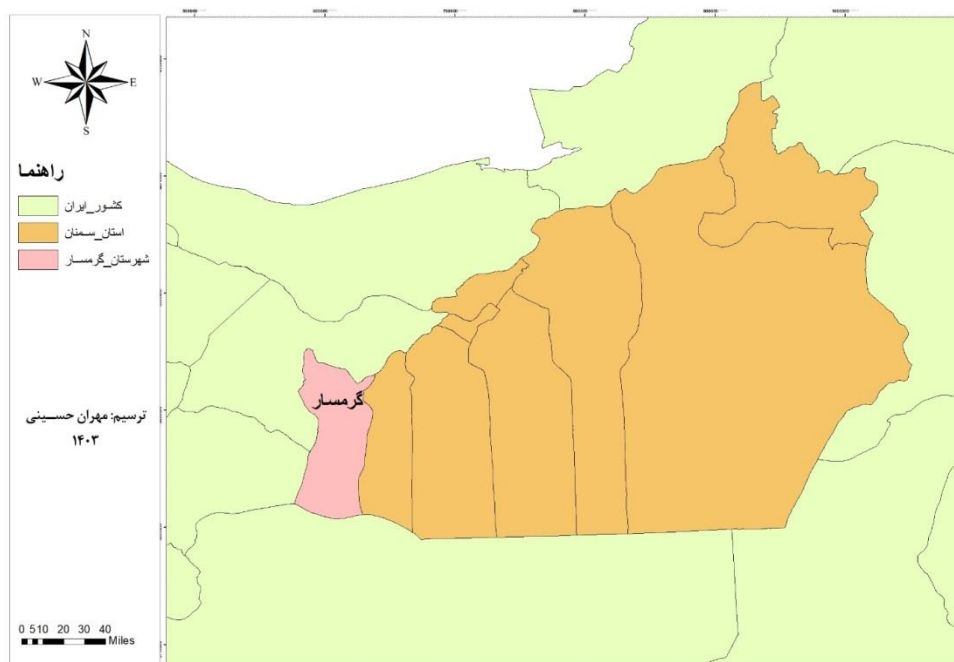 N
W E
S
راهنما
کشور_ایران
استان_سمنان
شهرستان_گرمسار
ترسیم: مهران حسینی
۱۴۰۳
0 5 10 20 30 40
Miles
گرمسار